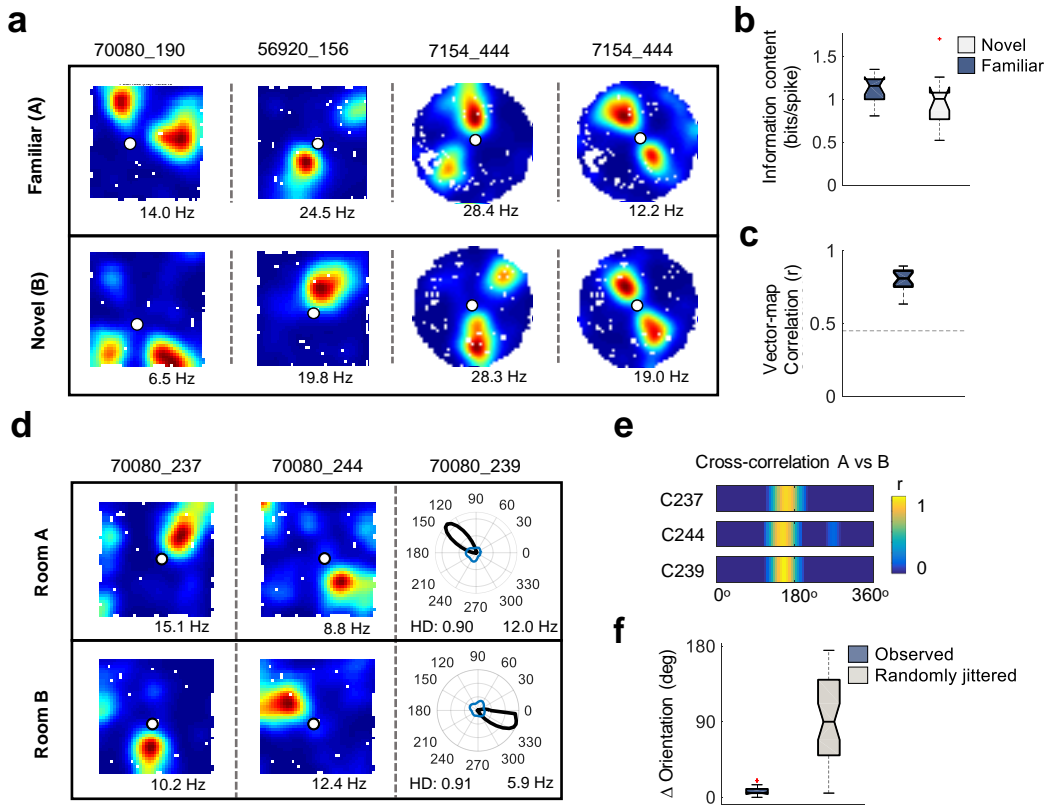 a
70080_190 56920_156 7154_444 7154_444
Familiar (A)
14.0 Hz 24.5 Hz 28.4 Hz 12.2 Hz
Novel (B)
6.5 Hz 19.8 Hz 28.3 Hz 19.0 Hz
b
Information content
(bits/spike)
1.5
1
0.5
0
Novel
Familiar
c
Vector-map
Correlation (r)
1
0.5
0
d
70080_237 70080_244 70080_239
Room A
15.1 Hz 8.8 Hz
90
120 60
150 30
180 0
210 330
240 300
270
HD: 0.90 12.0 Hz
Room B
10.2 Hz 12.4 Hz
90
120 60
150 30
180 0
210 330
240 300
270
HD: 0.91 5.9 Hz
e
Cross-correlation A vs B
r
C237
C244
C239
1
0
0º 180º 360º
f
Δ Orientation (deg)
180
90
0
Observed
Randomly jittered